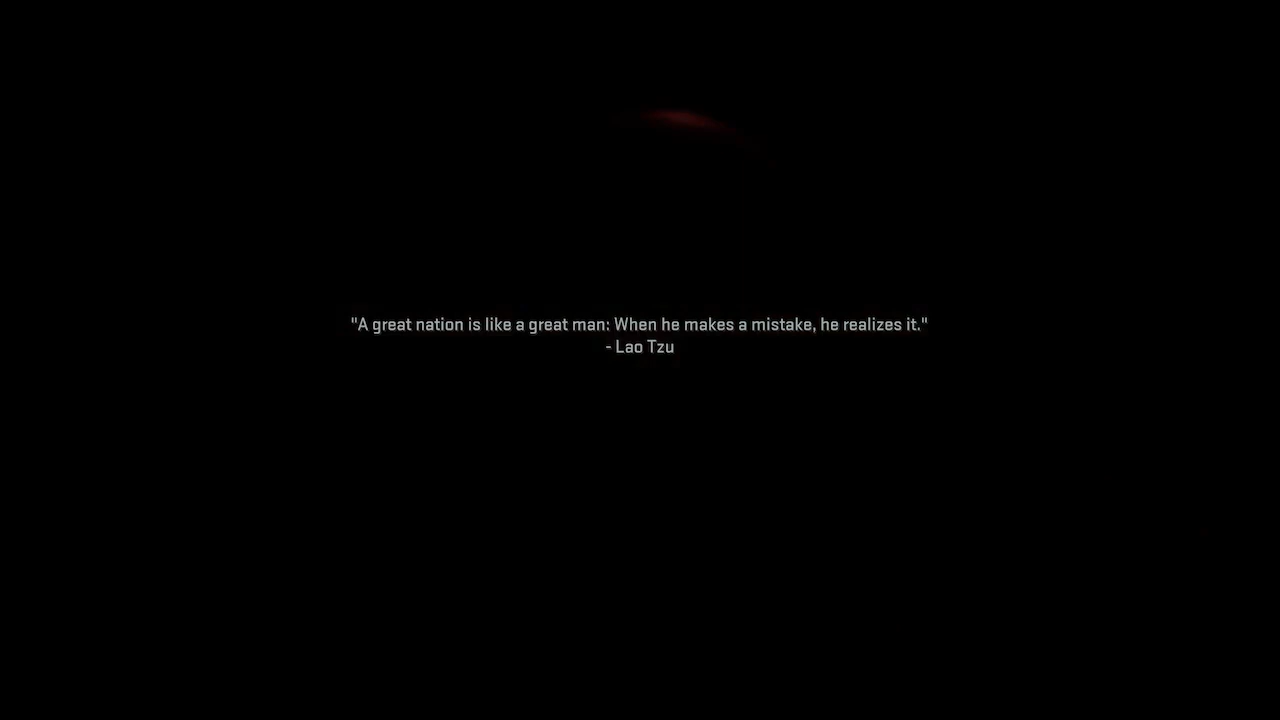 "A great nation is like a great man: When he makes a mistake, he realizes it."
- Lao Tzu